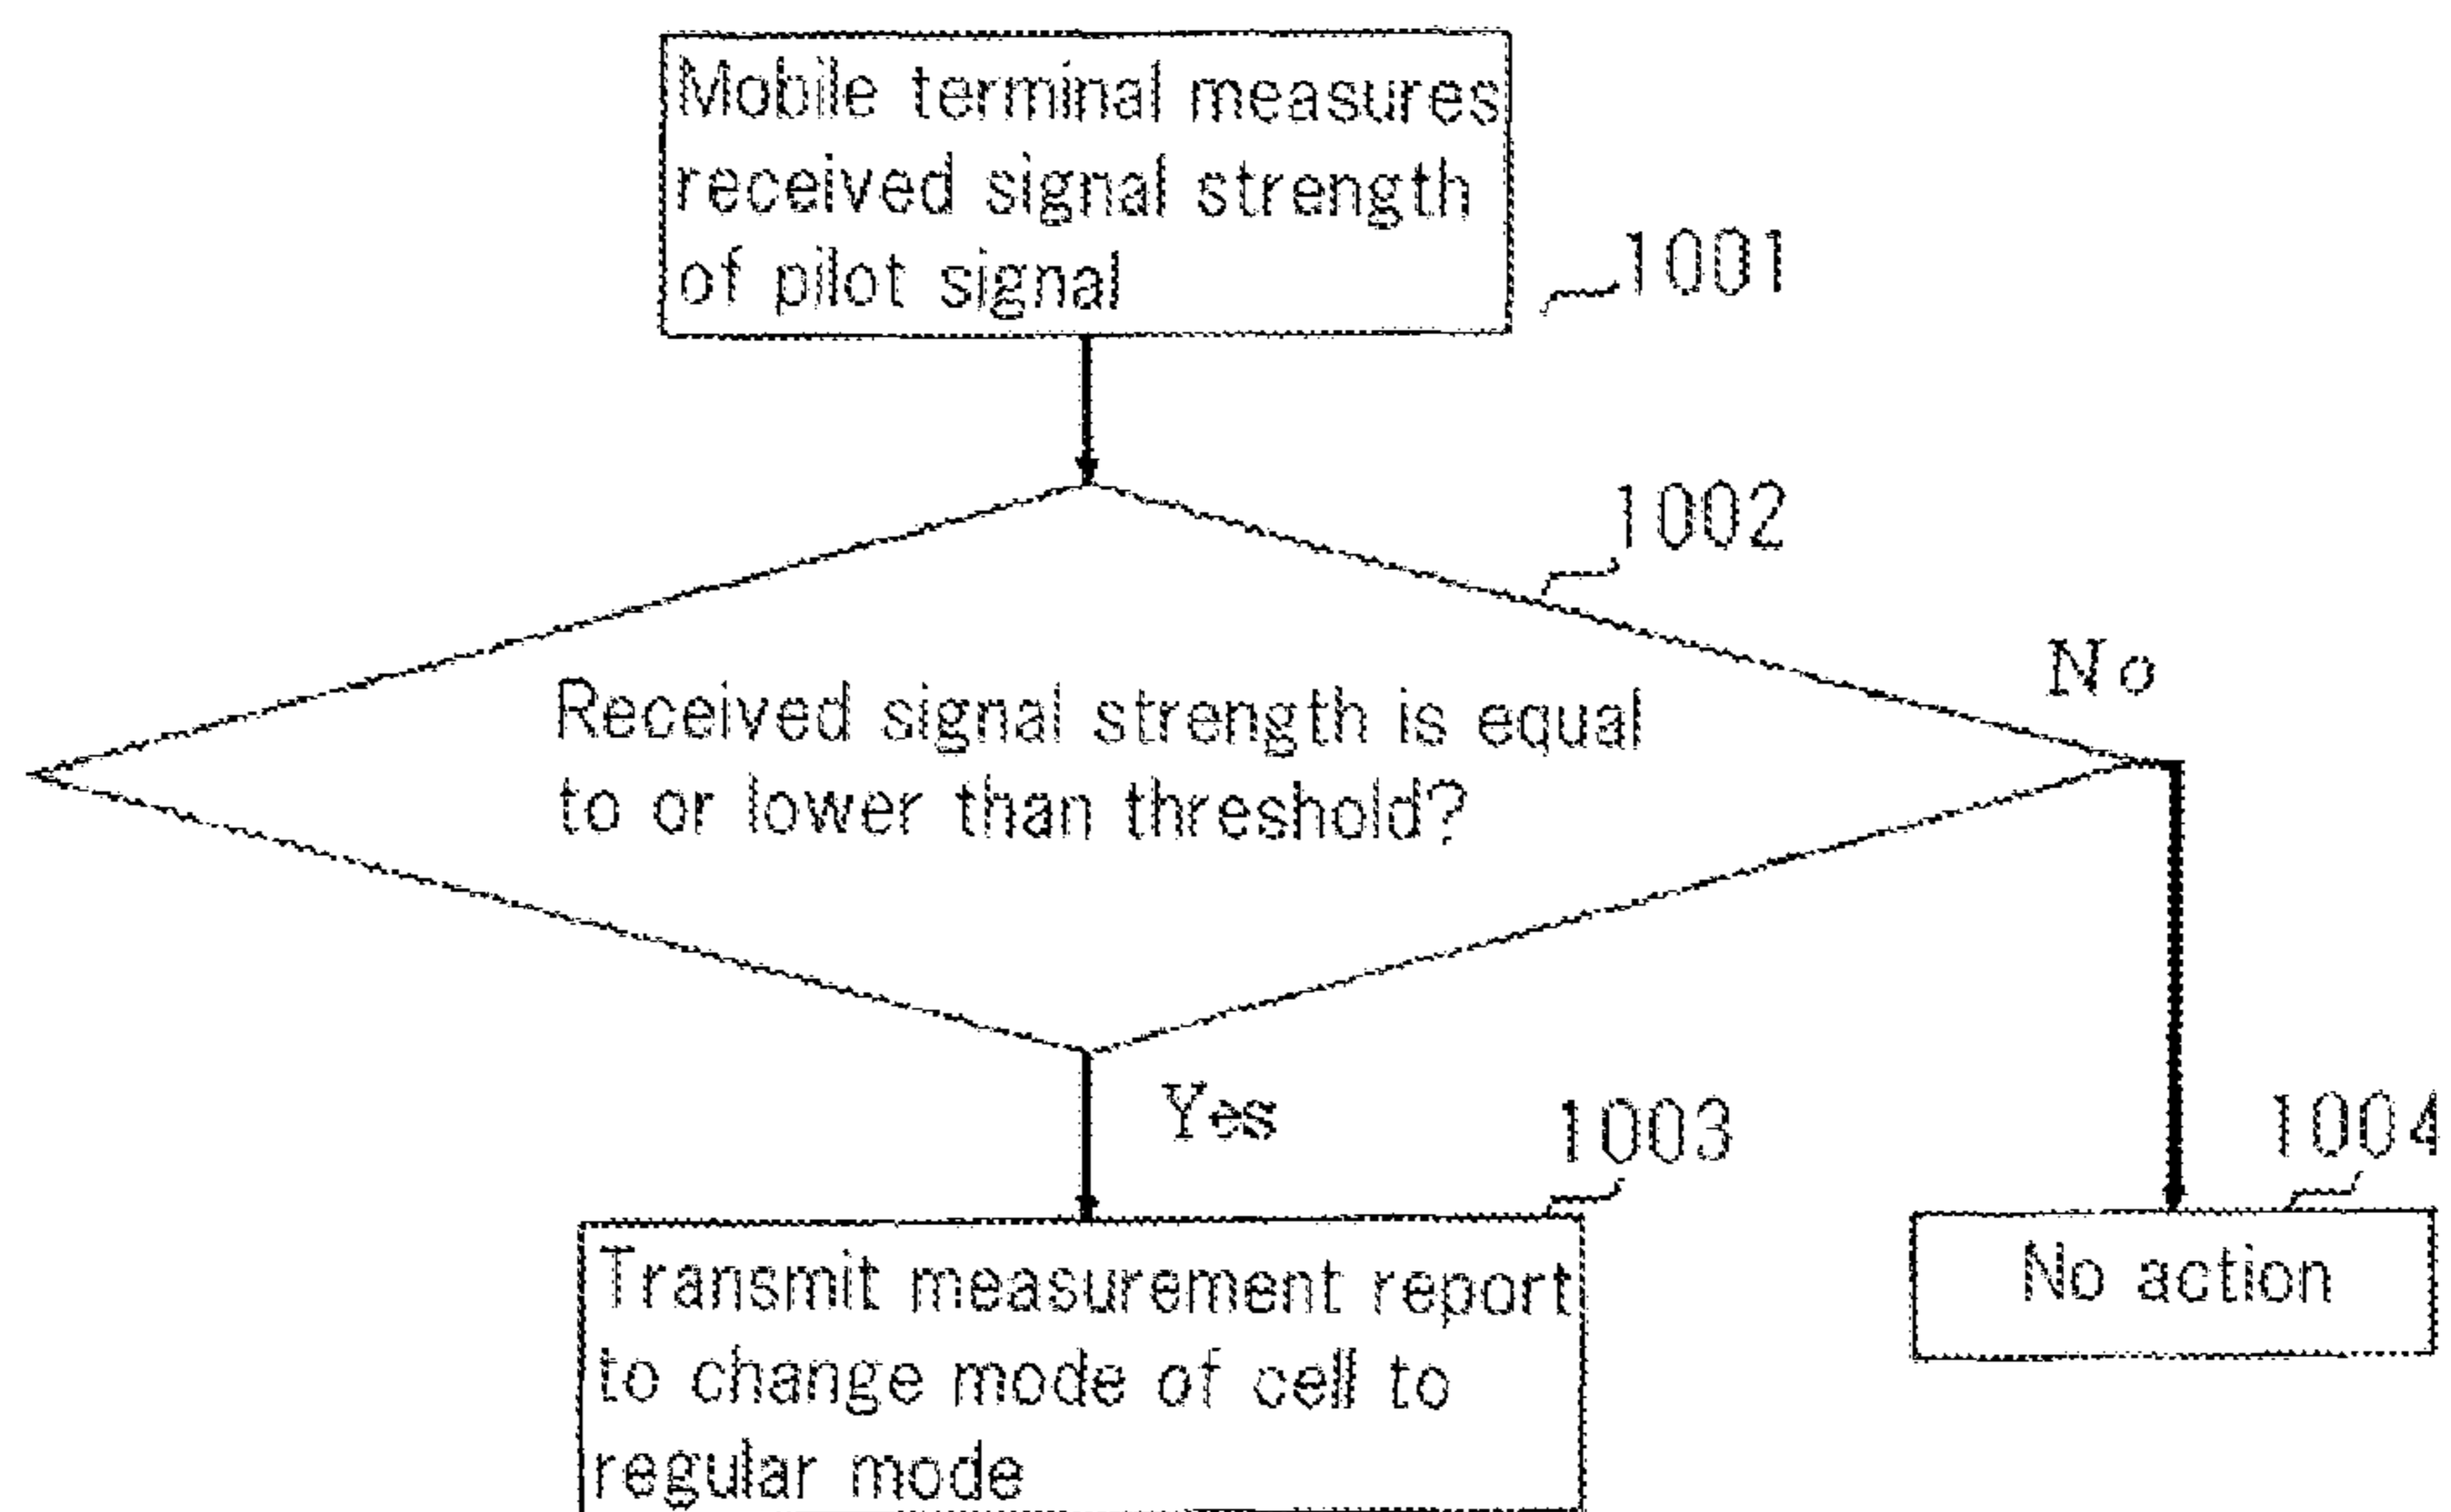 Mobile terminal measures
received signal strength
of pilot signal
1001
1002
No
Received signal strength is equal
to or lower than threshold?
Yes
1003
1004
Transmit measurement report
to change mode of cell to
regular mode
No action